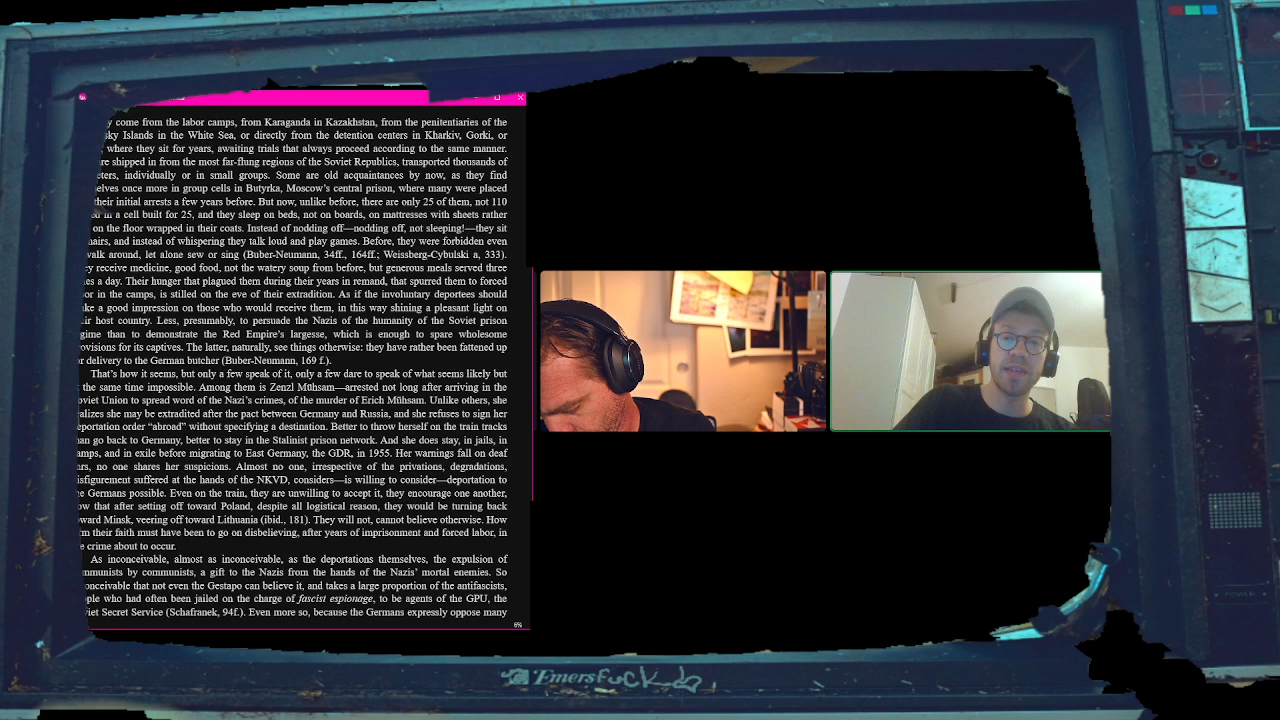 come from the labor camps, from Karaganda in Kazakhstan, from the penitentiaries of the
Islands in the White Sea, or directly from the detention centers in Kharkiv, Gorki, or
where they sit for years, awaiting trials that always proceed according to the same manner.
shipped in from the most far-flung regions of the Soviet Republics, transported thousands of
individually or in small groups. Some are old acquaintances by now, as they find
once more in group cells in Butyrka, Moscow’s central prison, where many were placed
their initial arrests a few years before. But now, unlike before, there are only 25 of them, not 110
in a cell built for 25, and they sleep on beds, not on boards, on mattresses with sheets rather
on the floor wrapped in their coats. Instead of nodding off—nodding off, not sleeping!—they sit
and instead of whispering they talk loud and play games. Before, they were forbidden even
walk around, let alone sew or sing (Buber-Neumann, 34ff., 164ff.; Weissberg-Cybulski a, 333).
receive medicine, good food, not the watery soup from before, but generous meals served three
a day. Their hunger that plagued them during their years in remand, that spurred them to forced
in the camps, is stilled on the eve of their extradition. As if the involuntary deportees should
a good impression on those who would receive them, in this way shining a pleasant light on
host country. Less, presumably, to persuade the Nazis of the humanity of the Soviet prison
than to demonstrate the Red Empire’s largesse, which is enough to spare wholesome
for its captives. The latter, naturally, see things otherwise: they have rather been fattened up
delivery to the German butcher (Buber-Neumann, 169 f.).
That’s how it seems, but only a few speak of it, only a few dare to speak of what seems likely but
the same time impossible. Among them is Zenzl Mühsam—arrested not long after arriving in the
Union to spread word of the Nazi’s crimes, of the murder of Erich Mühsam. Unlike others, she
she may be extradited after the pact between Germany and Russia, and she refuses to sign her
order “abroad” without specifying a destination. Better to throw herself on the train tracks
go back to Germany, better to stay in the Stalinist prison network. And she does stay, in jails, in
and in exile before migrating to East Germany, the GDR, in 1955. Her warnings fall on deaf
no one shares her suspicions. Almost no one, irrespective of the privations, degradations,
suffered at the hands of the NKVD, considers—is willing to consider—deportation to
Germans possible. Even on the train, they are unwilling to accept it, they encourage one another,
that after setting off toward Poland, despite all logistical reason, they would be turning back
Minsk, veering off toward Lithuania (ibid., 181). They will not, cannot believe otherwise. How
their faith must have been to go on disbelieving, after years of imprisonment and forced labor, in
crime about to occur.
As inconceivable, almost as inconceivable, as the deportations themselves, the expulsion of
by communists, a gift to the Nazis from the hands of the Nazis’ mortal enemies. So
that not even the Gestapo can believe it, and takes a large proportion of the antifascists,
who had often been jailed on the charge of fascist espionage, to be agents of the GPU, the
Secret Service (Schafranek, 94f.). Even more so, because the Germans expressly oppose many
6%
POWER